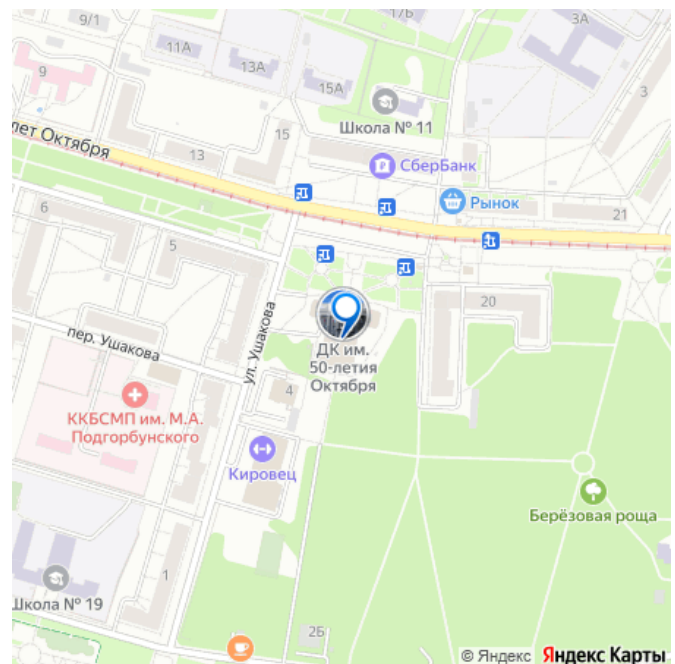 17Б
9/1
11А
13А
15А
9
3
Школа № 11
лет Октября
15
13
СберБанк
Рынок
21
6
5
20
пер. Ушакова
ул. Ушакова
ДК им.
50-летия
Октября
4
ККБСМП им. М.А.
Подгорбунского
Кировец
Берёзовая роща
1
Школа № 19
2Б
© Яндекс Яндекс Карты